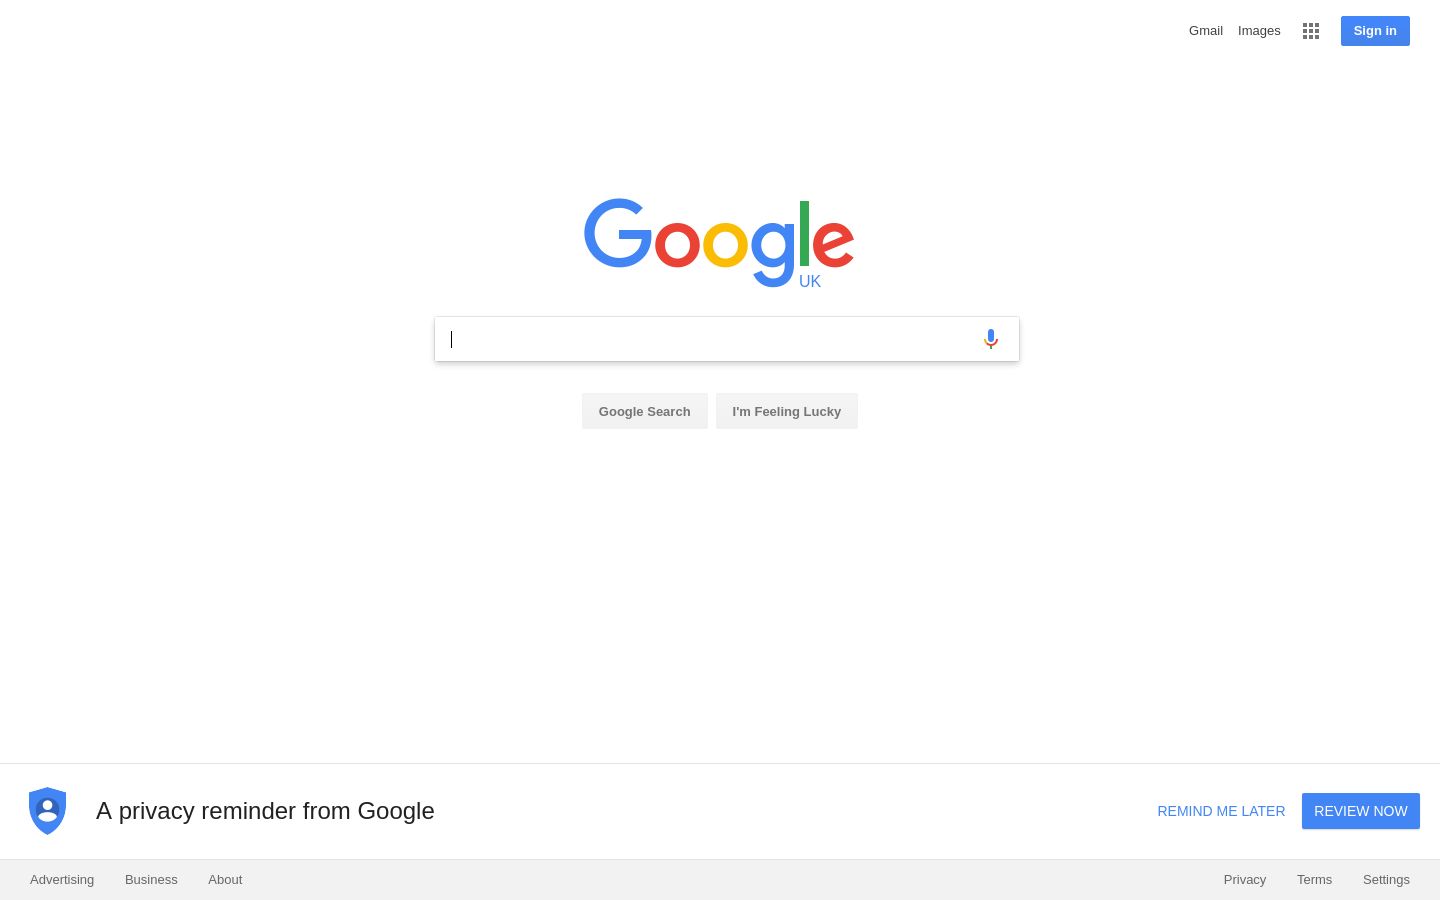 Gmail Images Sign in
Google
UK
Google Search I'm Feeling Lucky
A privacy reminder from Google REMIND ME LATER REVIEW NOW
Advertising Business About Privacy Terms Settings